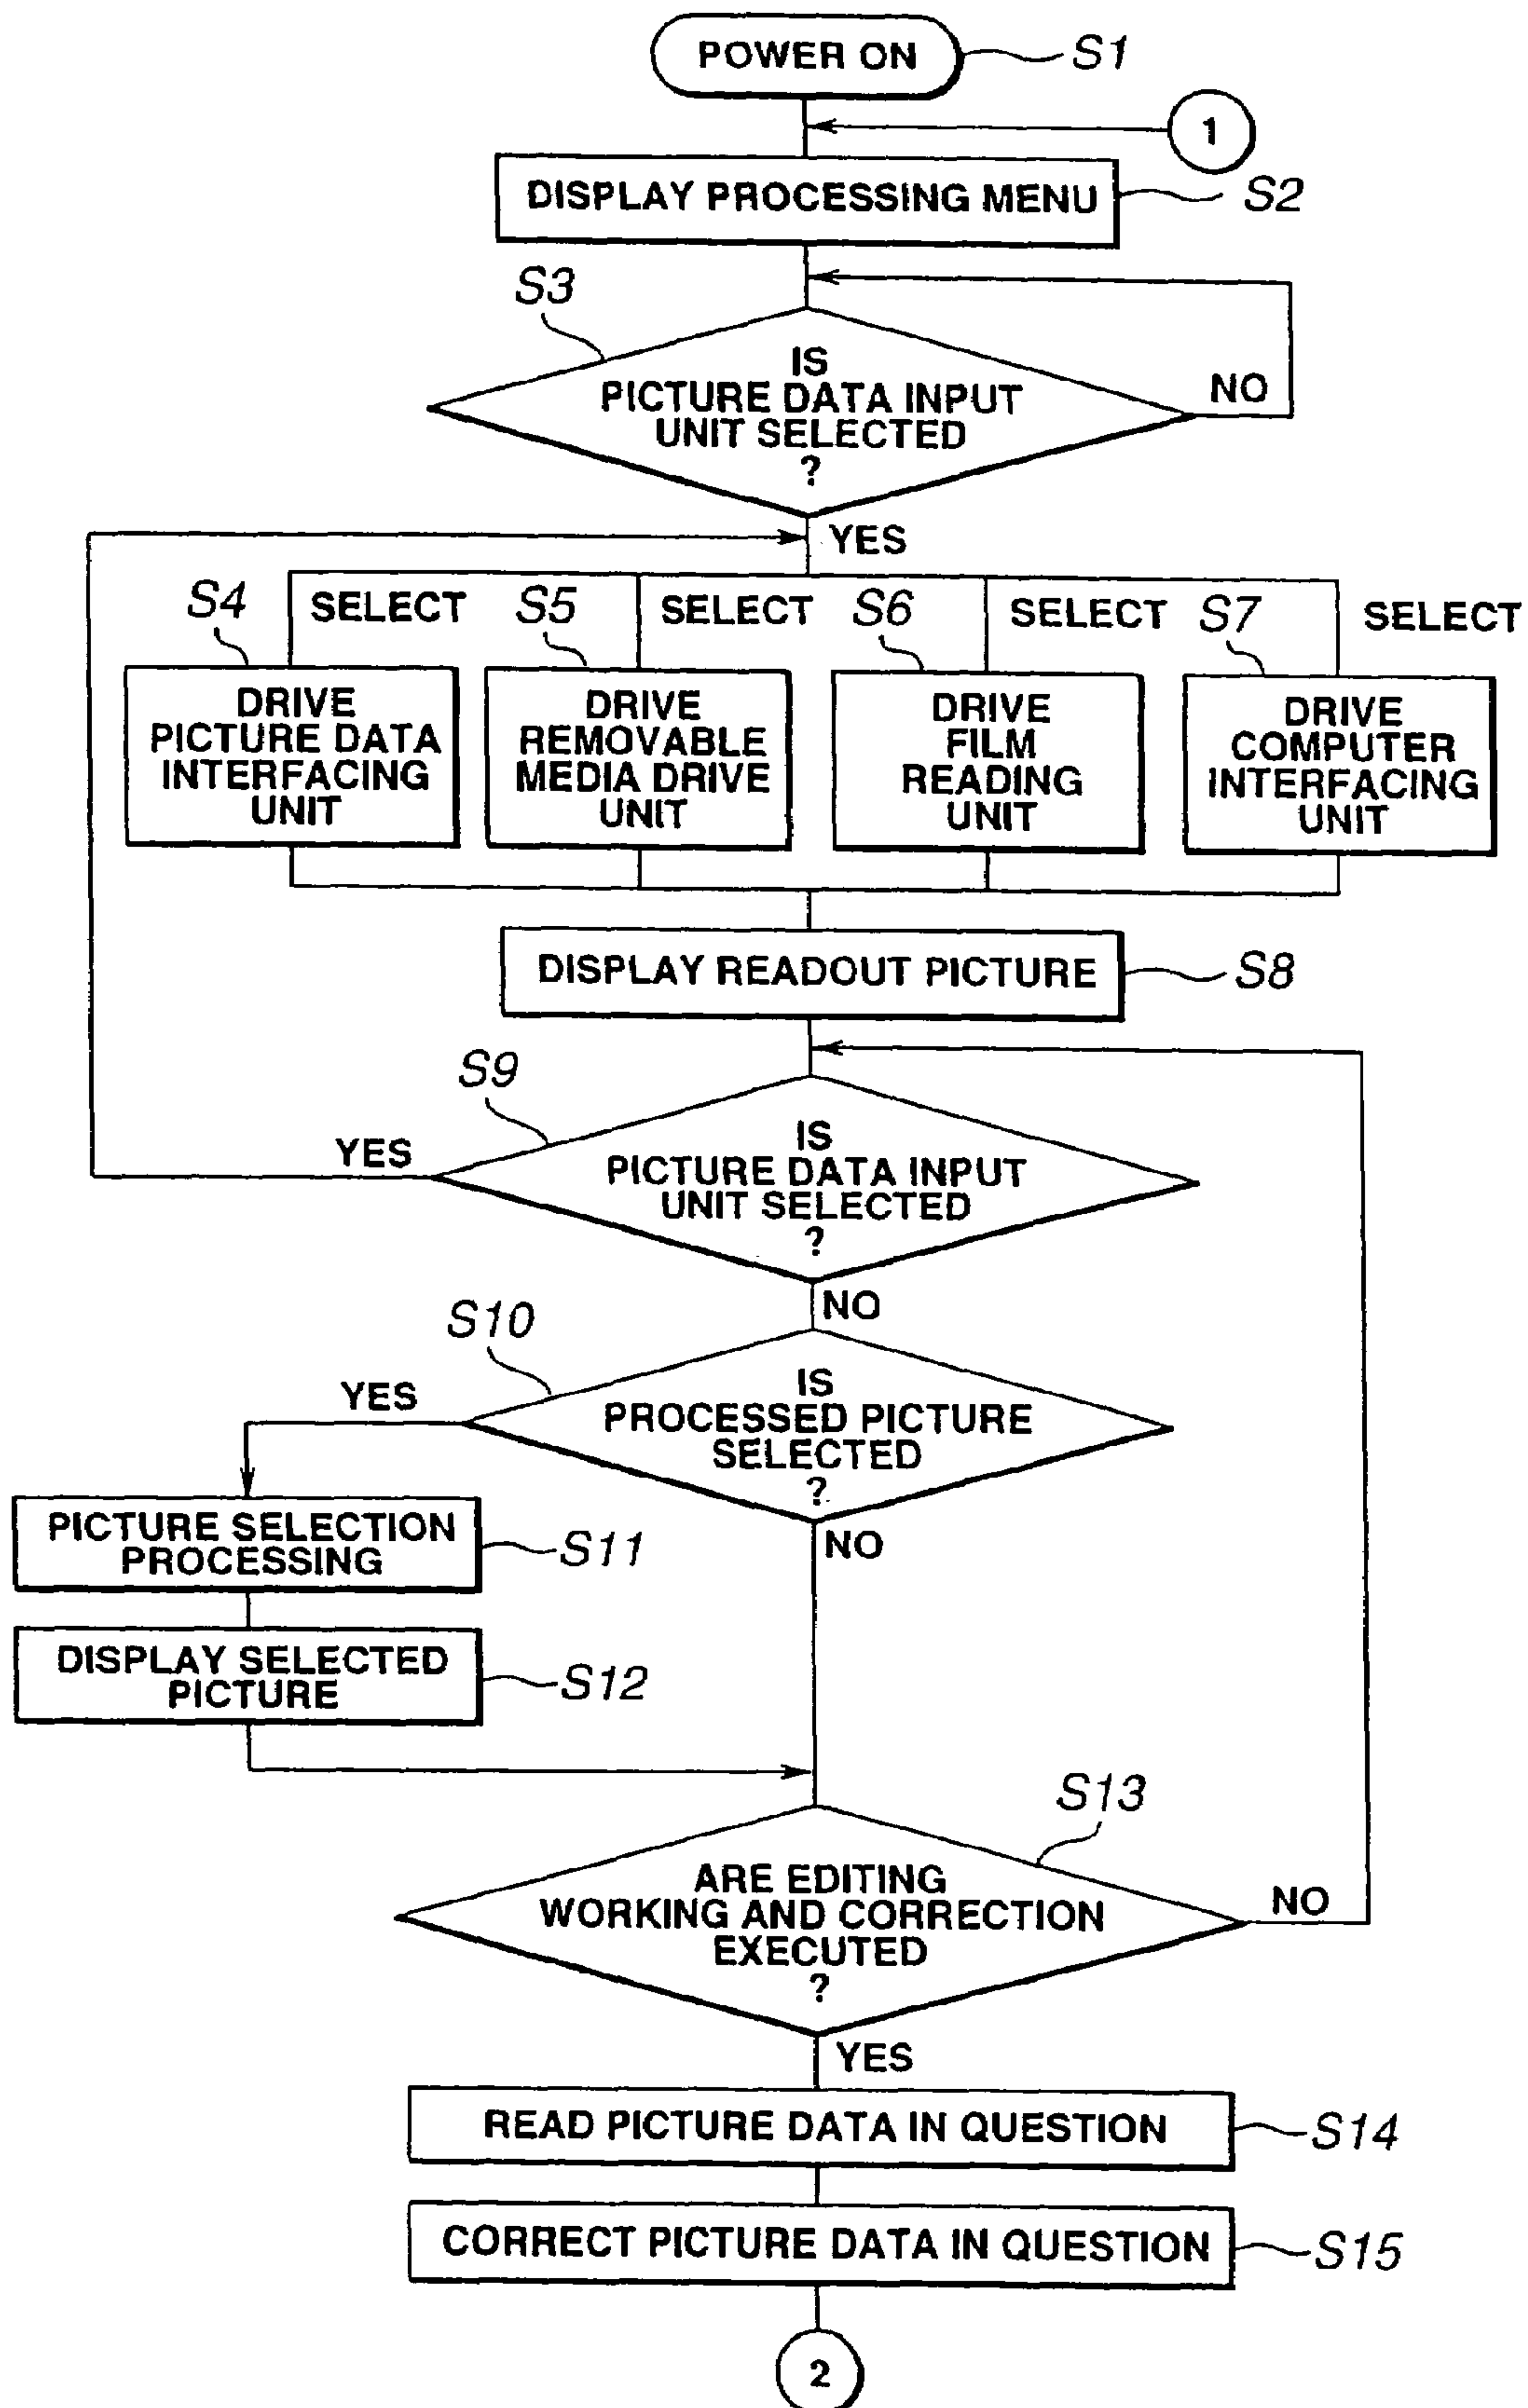 POWER ON
S1
1
DISPLAY PROCESSING MENU
S2
S3
IS
PICTURE DATA INPUT
UNIT SELECTED
?
NO
YES
S4
SELECT
S5
SELECT
S6
SELECT
S7
SELECT
DRIVE
PICTURE DATA
INTERFACING
UNIT
DRIVE
REMOVABLE
MEDIA DRIVE
UNIT
DRIVE
FILM
READING
UNIT
DRIVE
COMPUTER
INTERFACING
UNIT
DISPLAY READOUT PICTURE
S8
S9
YES
IS
PICTURE DATA INPUT
UNIT SELECTED
?
NO
S10
YES
IS
PROCESSED PICTURE
SELECTED
?
NO
PICTURE SELECTION
PROCESSING
S11
DISPLAY SELECTED
PICTURE
S12
S13
ARE EDITING
WORKING AND CORRECTION
EXECUTED
?
NO
YES
READ PICTURE DATA IN QUESTION
S14
CORRECT PICTURE DATA IN QUESTION
S15
2